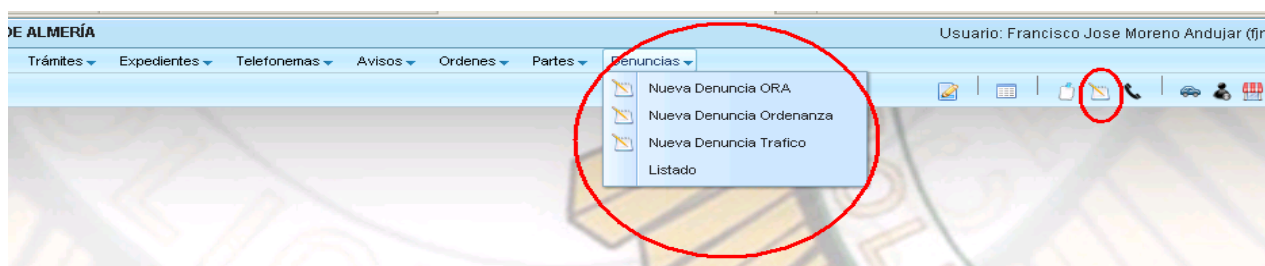 DE ALMERÍA Usuario: Francisco Jose Moreno Andujar (fjr
Trámites Expedientes Telefonemas Avisos Ordenes Partes Denuncias
Nueva Denuncia ORA
Nueva Denuncia Ordenanza
Nueva Denuncia Trafico
Listado